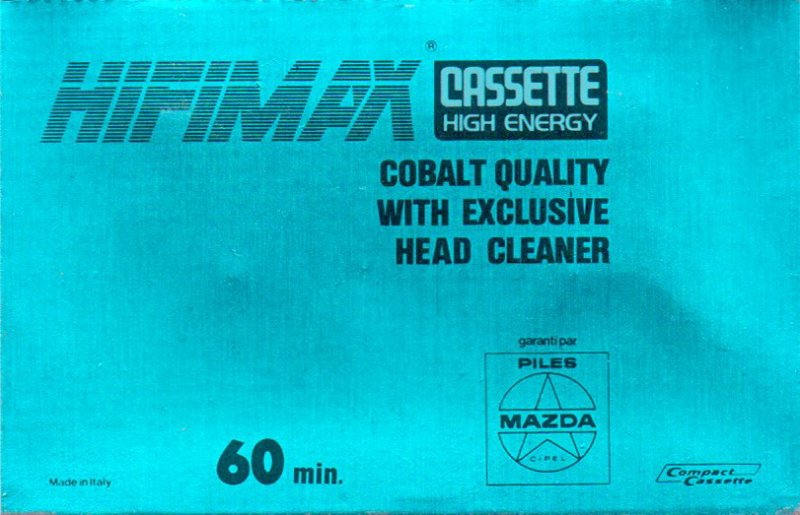 HIFIMAX ®
CASSETTE
HIGH ENERGY
COBALT QUALITY
WITH EXCLUSIVE
HEAD CLEANER
garanti par
PILES
MAZDA
C-PEL
60 min.
Made in Italy
Compact
Cassette